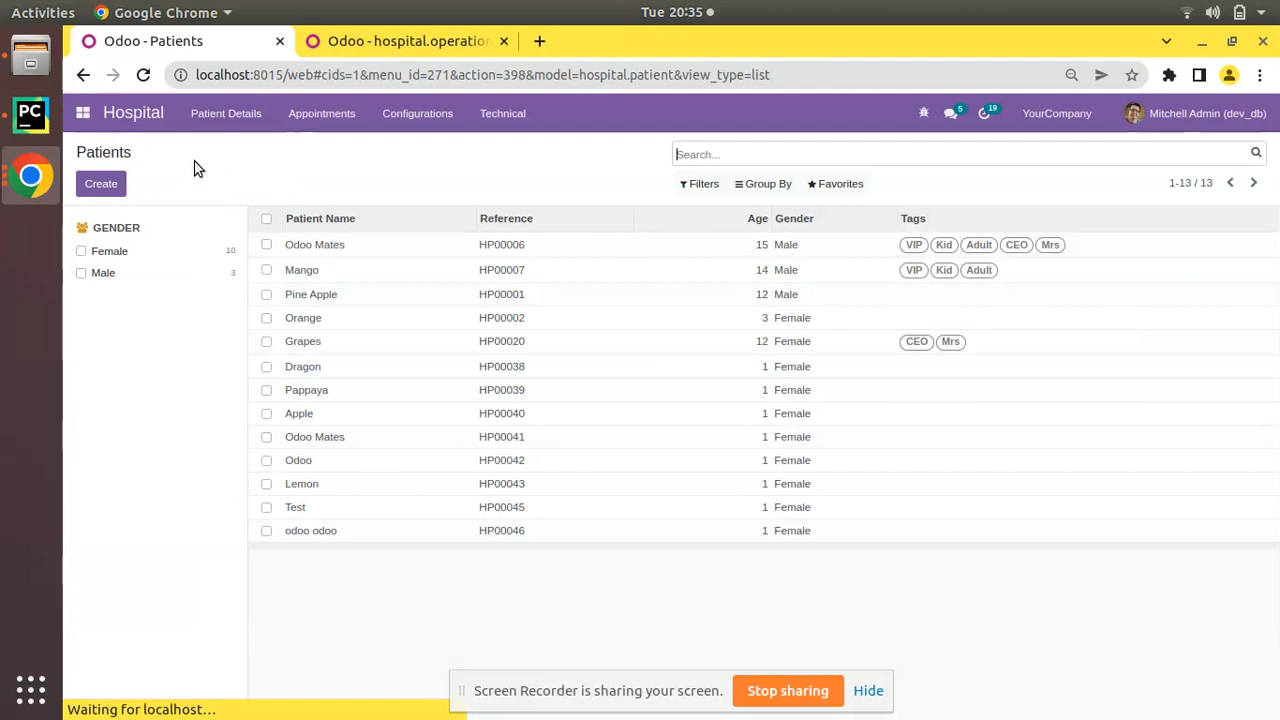 Activities Google Chrome Tue 20:35
Odoo - Patients Odoo - hospital.operation
localhost:8015/web#cids=1&menu_id=271&action=398&model=hospital.patient&view_type=list
PC Hospital Patient Details Appointments Configurations Technical 5 19 YourCompany Mitchell Admin (dev_db)
Patients Search...
Create Filters Group By Favorites 1-13 / 13
GENDER Patient Name Reference Age Gender Tags
Female 10 Odoo Mates HP00006 15 Male VIP Kid Adult CEO Mrs
Male 3 Mango HP00007 14 Male VIP Kid Adult
Pine Apple HP00001 12 Male
Orange HP00002 3 Female
Grapes HP00020 12 Female CEO Mrs
Dragon HP00038 1 Female
Pappaya HP00039 1 Female
Apple HP00040 1 Female
Odoo Mates HP00041 1 Female
Odoo HP00042 1 Female
Lemon HP00043 1 Female
Test HP00045 1 Female
odoo odoo HP00046 1 Female
Screen Recorder is sharing your screen. Stop sharing Hide
Waiting for localhost...